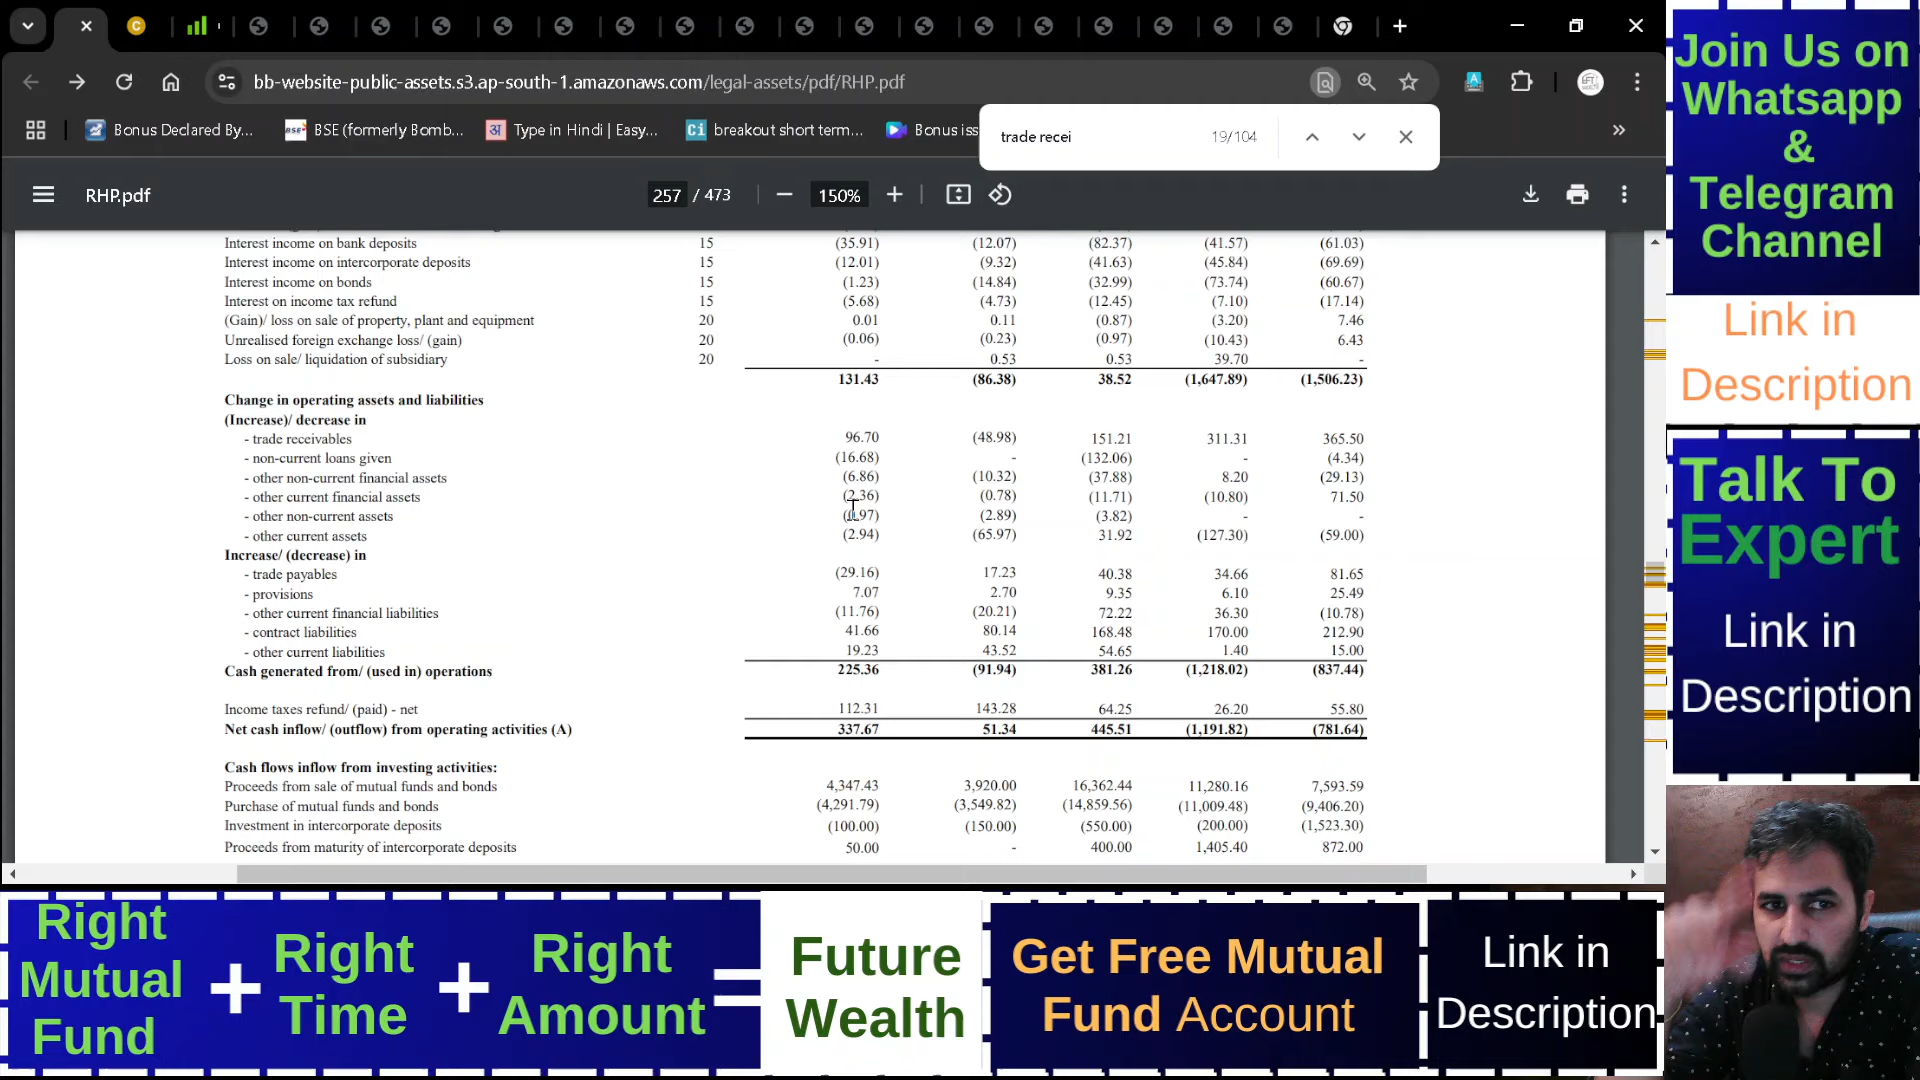 bb-website-public-assets.s3.ap-south-1.amazonaws.com/legal-assets/pdf/RHP.pdf
Bonus Declared By...
BSE (formerly Bomb...
Type in Hindi | Easy...
breakout short term...
Bonus iss
trade recei
19/104
RHP.pdf
257 / 473
150%
Interest income on bank deposits 15 (35.91) (12.07) (82.37) (41.57) (61.03)
Interest income on intercorporate deposits 15 (12.01) (9.32) (41.63) (45.84) (69.69)
Interest income on bonds 15 (1.23) (14.84) (32.99) (73.74) (60.67)
Interest on income tax refund 15 (5.68) (4.73) (12.45) (7.10) (17.14)
(Gain)/ loss on sale of property, plant and equipment 20 0.01 0.11 (0.87) (3.20) 7.46
Unrealised foreign exchange loss/ (gain) 20 (0.06) (0.23) (0.97) (10.43) 6.43
Loss on sale/ liquidation of subsidiary 20 - 0.53 0.53 39.70 -
131.43 (86.38) 38.52 (1,647.89) (1,506.23)
Change in operating assets and liabilities
(Increase)/ decrease in
- trade receivables 96.70 (48.98) 151.21 311.31 365.50
- non-current loans given (16.68) - (132.06) - (4.34)
- other non-current financial assets (6.86) (10.32) (37.88) 8.20 (29.13)
- other current financial assets (2.36) (0.78) (11.71) (10.80) 71.50
- other non-current assets (2.89) (3.82) - -
- other current assets (2.94) (65.97) 31.92 (127.30) (59.00)
Increase/ (decrease) in
- trade payables (29.16) 17.23 40.38 34.66 81.65
- provisions 7.07 2.70 9.35 6.10 25.49
- other current financial liabilities (11.76) (20.21) 72.22 36.30 (10.78)
- contract liabilities 41.66 80.14 168.48 170.00 212.90
- other current liabilities 19.23 43.52 54.65 1.40 15.00
Cash generated from/ (used in) operations 225.36 (91.94) 381.26 (1,218.02) (837.44)
Income taxes refund/ (paid) - net 112.31 143.28 64.25 26.20 55.80
Net cash inflow/ (outflow) from operating activities (A) 337.67 51.34 445.51 (1,191.82) (781.64)
Cash flows inflow from investing activities:
Proceeds from sale of mutual funds and bonds 4,347.43 3,920.00 16,362.44 11,280.16 7,593.59
Purchase of mutual funds and bonds (4,291.79) (3,549.82) (14,859.56) (11,009.48) (9,406.20)
Investment in intercorporate deposits (100.00) (150.00) (550.00) (200.00) (1,523.30)
Proceeds from maturity of intercorporate deposits 50.00 - 400.00 1,405.40 872.00
Join Us on
Whatsapp
&
Telegram
Channel
Link in
Description
Talk To
Expert
Link in
Description
Right
Mutual
Fund
+
Right
Time
+
Right
Amount
=
Future
Wealth
Get Free Mutual
Fund Account
Link in
Description